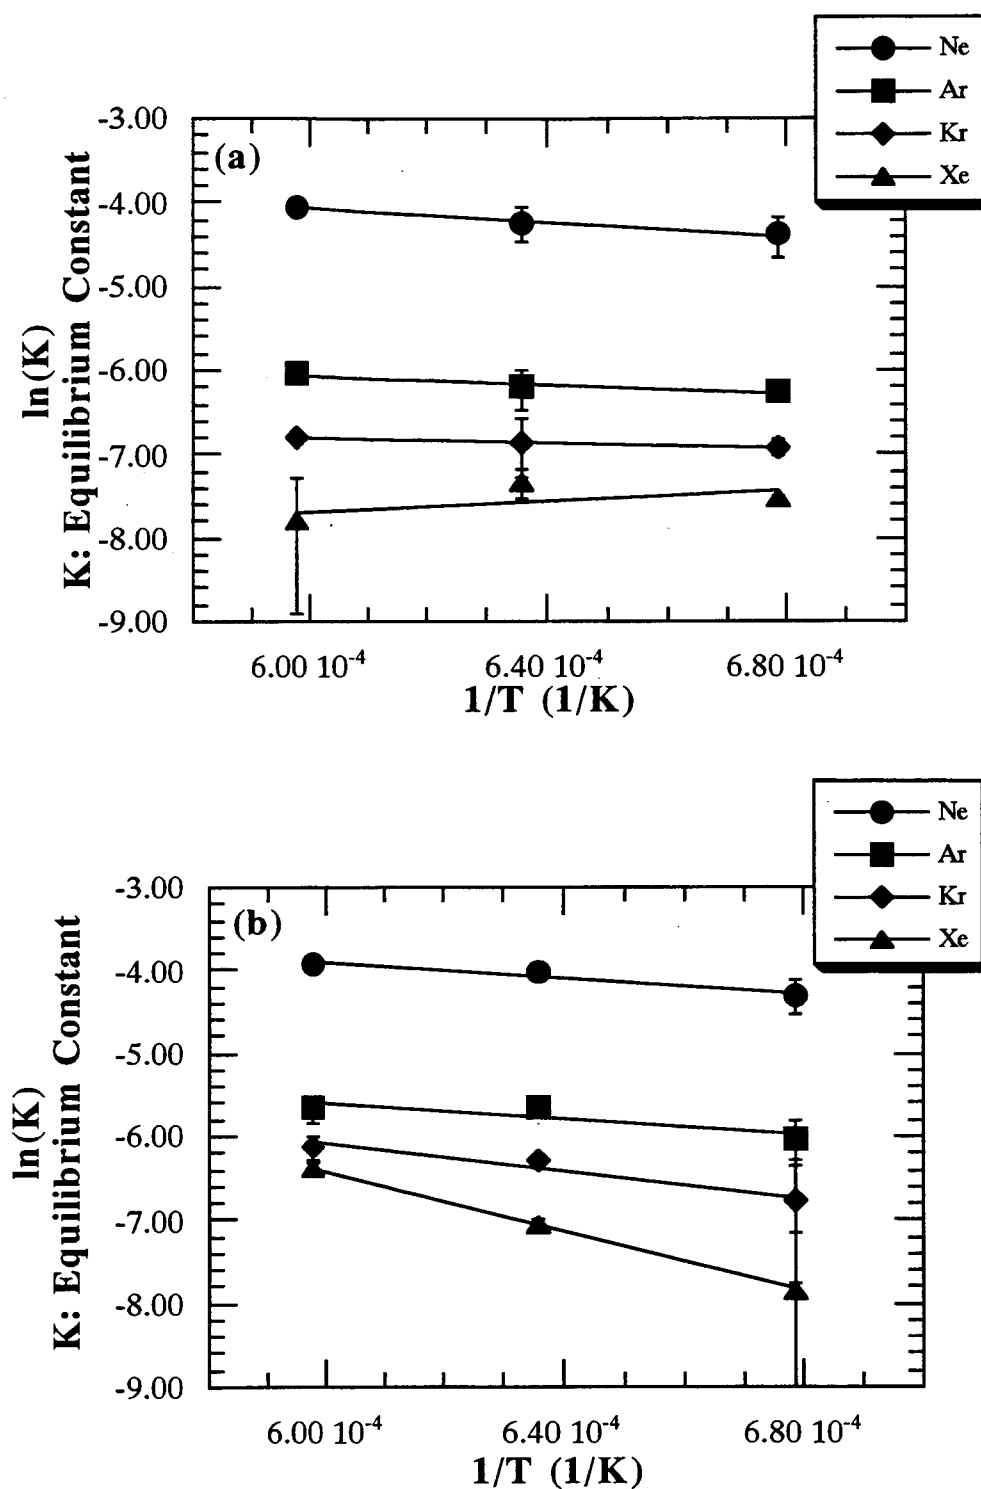 Ne
Ar
Kr
Xe
(a)
-3.00
-4.00
-5.00
-6.00
-7.00
-8.00
-9.00
ln(K)
K: Equilibrium Constant
6.00 10⁻⁴
6.40 10⁻⁴
6.80 10⁻⁴
1/T (1/K)
Ne
Ar
Kr
Xe
(b)
-3.00
-4.00
-5.00
-6.00
-7.00
-8.00
-9.00
ln(K)
K: Equilibrium Constant
6.00 10⁻⁴
6.40 10⁻⁴
6.80 10⁻⁴
1/T (1/K)